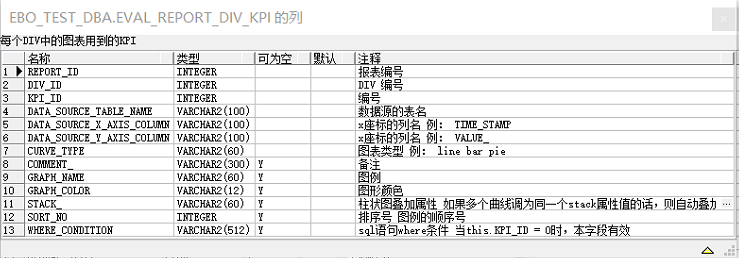 EBO_TEST_DBA.EVAL_REPORT_DIV_KPI 的列
每个DIV中的图表用到的KPI
名称 类型 可为空 默认 注释
1 REPORT_ID INTEGER 报表编号
2 DIV_ID INTEGER DIV 编号
3 KPI_ID INTEGER 编号
4 DATA_SOURCE_TABLE_NAME VARCHAR2(100) 数据源的表名
5 DATA_SOURCE_X_AXIS_COLUMN VARCHAR2(100) x座标的列名 例: TIME_STAMP
6 DATA_SOURCE_Y_AXIS_COLUMN VARCHAR2(100) x座标的列名 例: VALUE_
7 CURVE_TYPE VARCHAR2(60) 图表类型 例: line bar pie
8 COMMENT_ VARCHAR2(300) Y 备注
9 GRAPH_NAME VARCHAR2(60) Y 图例
10 GRAPH_COLOR VARCHAR2(12) Y 图形颜色
11 STACK_ VARCHAR2(60) Y 柱状图叠加属性 如果多个曲线调为同一个stack属性值的话,则自动叠加 ...
12 SORT_NO INTEGER Y 排序号 图例的顺序号
13 WHERE_CONDITION VARCHAR2(512) Y sql语句where条件 当this.KPI_ID = 0时,本字段有效